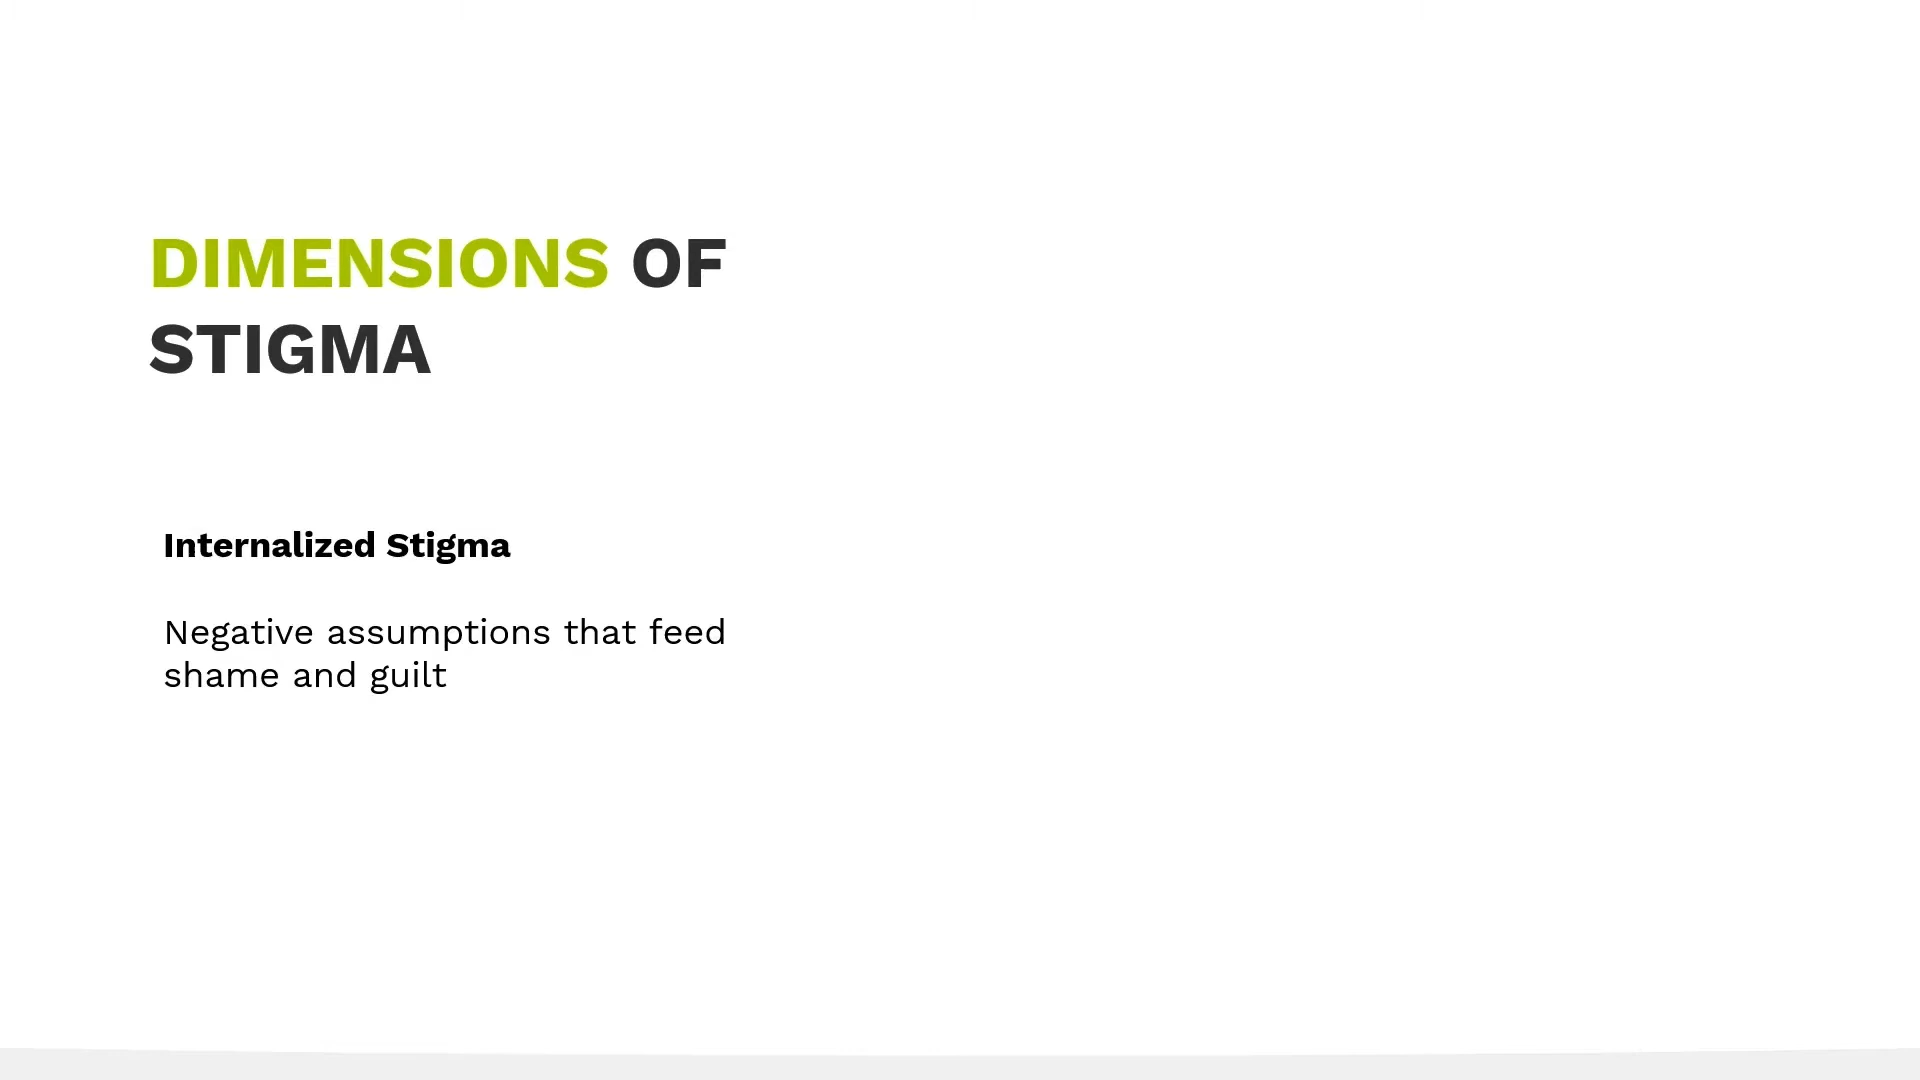 DIMENSIONS OF
STIGMA
Internalized Stigma
Negative assumptions that feed
shame and guilt